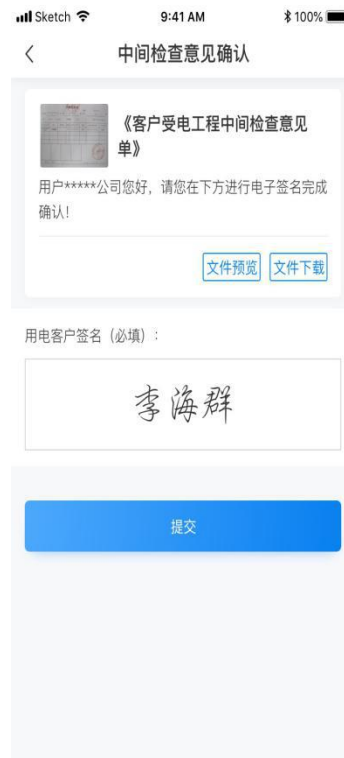 Sketch 9:41 AM 100%
中间检查意见确认
《客户受电工程中间检查意见
单》
用户*****公司您好，请您在下方进行电子签名完成
确认！
文件预览 文件下载
用电客户签名（必填）：
李海群
提交